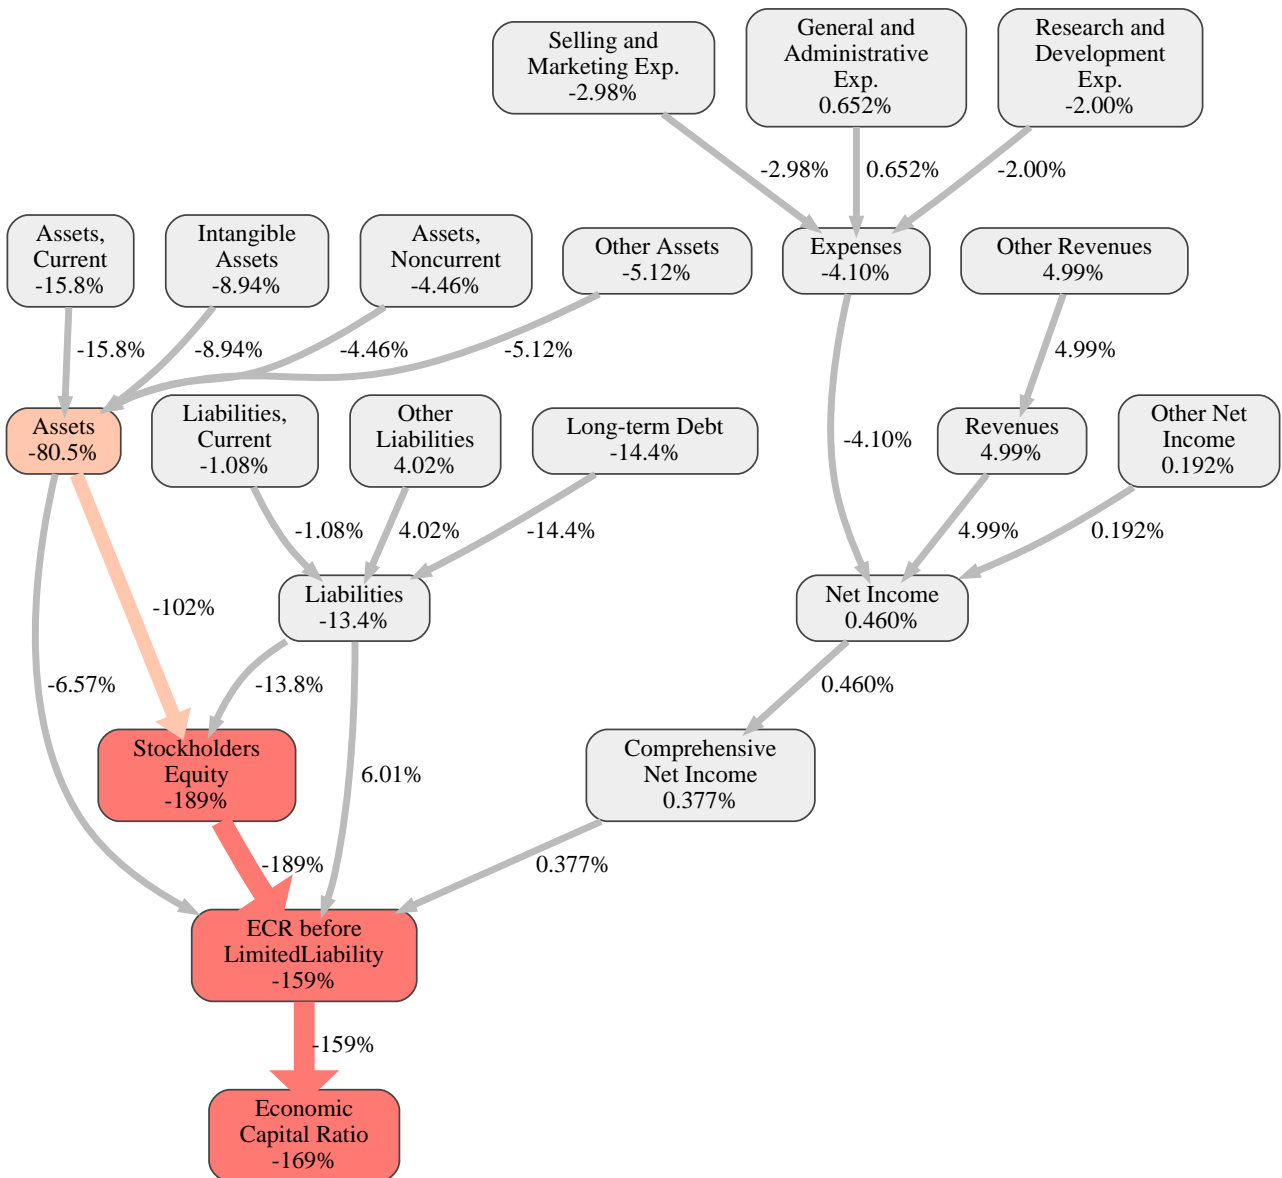 Selling and
Marketing Exp.
-2.98%
General and
Administrative
Exp.
0.652%
Research and
Development
Exp.
-2.00%
-2.98%
0.652%
-2.00%
Assets,
Current
-15.8%
Intangible
Assets
-8.94%
Assets,
Noncurrent
-4.46%
Other Assets
-5.12%
Expenses
-4.10%
Other Revenues
4.99%
-15.8%
-8.94%
-4.46%
-5.12%
4.99%
Assets
-80.5%
Liabilities,
Current
-1.08%
Other
Liabilities
4.02%
Long-term Debt
-14.4%
-4.10%
Revenues
4.99%
Other Net
Income
0.192%
-1.08%
4.02%
-14.4%
4.99%
0.192%
-102%
Liabilities
-13.4%
Net Income
0.460%
-6.57%
-13.8%
0.460%
Stockholders
Equity
-189%
6.01%
Comprehensive
Net Income
0.377%
-189%
0.377%
ECR before
LimitedLiability
-159%
-159%
Economic
Capital Ratio
-169%